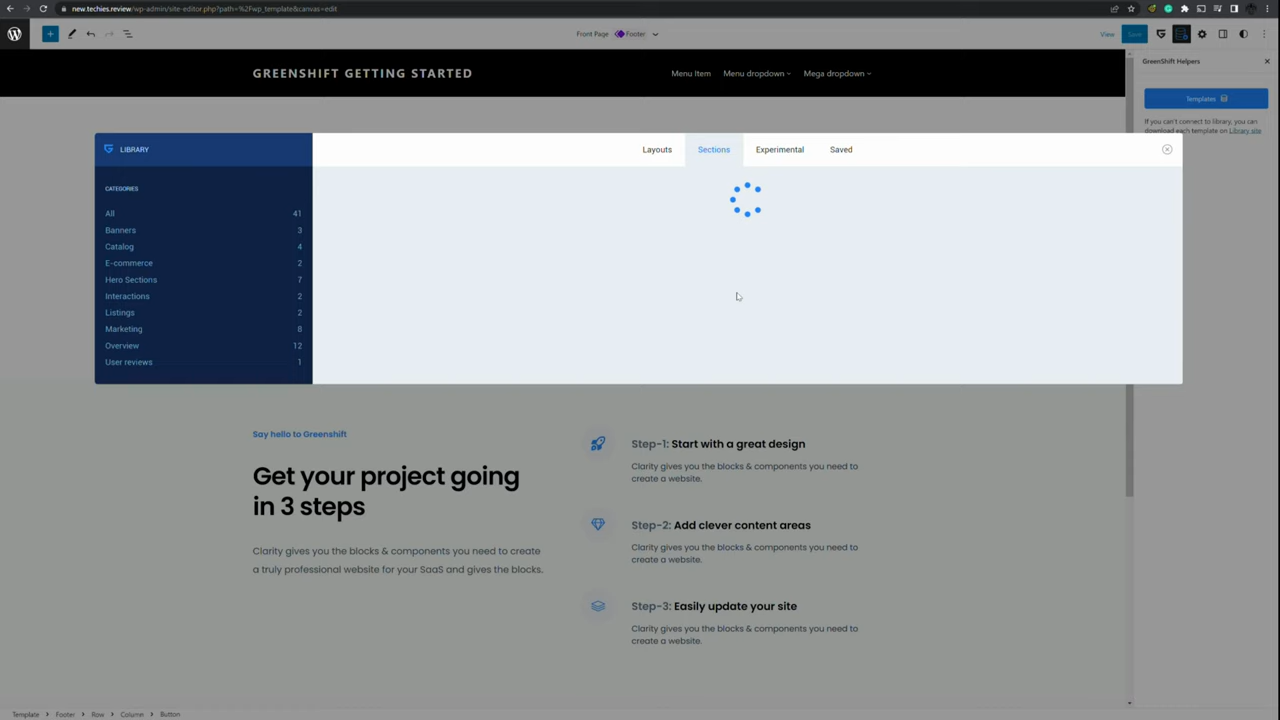 new.techies.review/wp-admin/site-editor.php?path=%2Fwp_template&canvas=edit
Front Page Footer
View
Save
GREENSHIFT GETTING STARTED
Menu Item
Menu dropdown
Mega dropdown
GreenShift Helpers
Templates
If you can't connect to library, you can
download each template on Library site
LIBRARY
Layouts
Sections
Experimental
Saved
CATEGORIES
All 41
Banners 3
Catalog 4
E-commerce 2
Hero Sections 7
Interactions 2
Listings 2
Marketing 8
Overview 12
User reviews 1
Say hello to Greenshift
Get your project going
in 3 steps
Clarity gives you the blocks & components you need to create
a truly professional website for your SaaS and gives the blocks.
Step-1: Start with a great design
Clarity gives you the blocks & components you need to
create a website.
Step-2: Add clever content areas
Clarity gives you the blocks & components you need to
create a website.
Step-3: Easily update your site
Clarity gives you the blocks & components you need to
create a website.
Template › Footer › Row › Column › Button